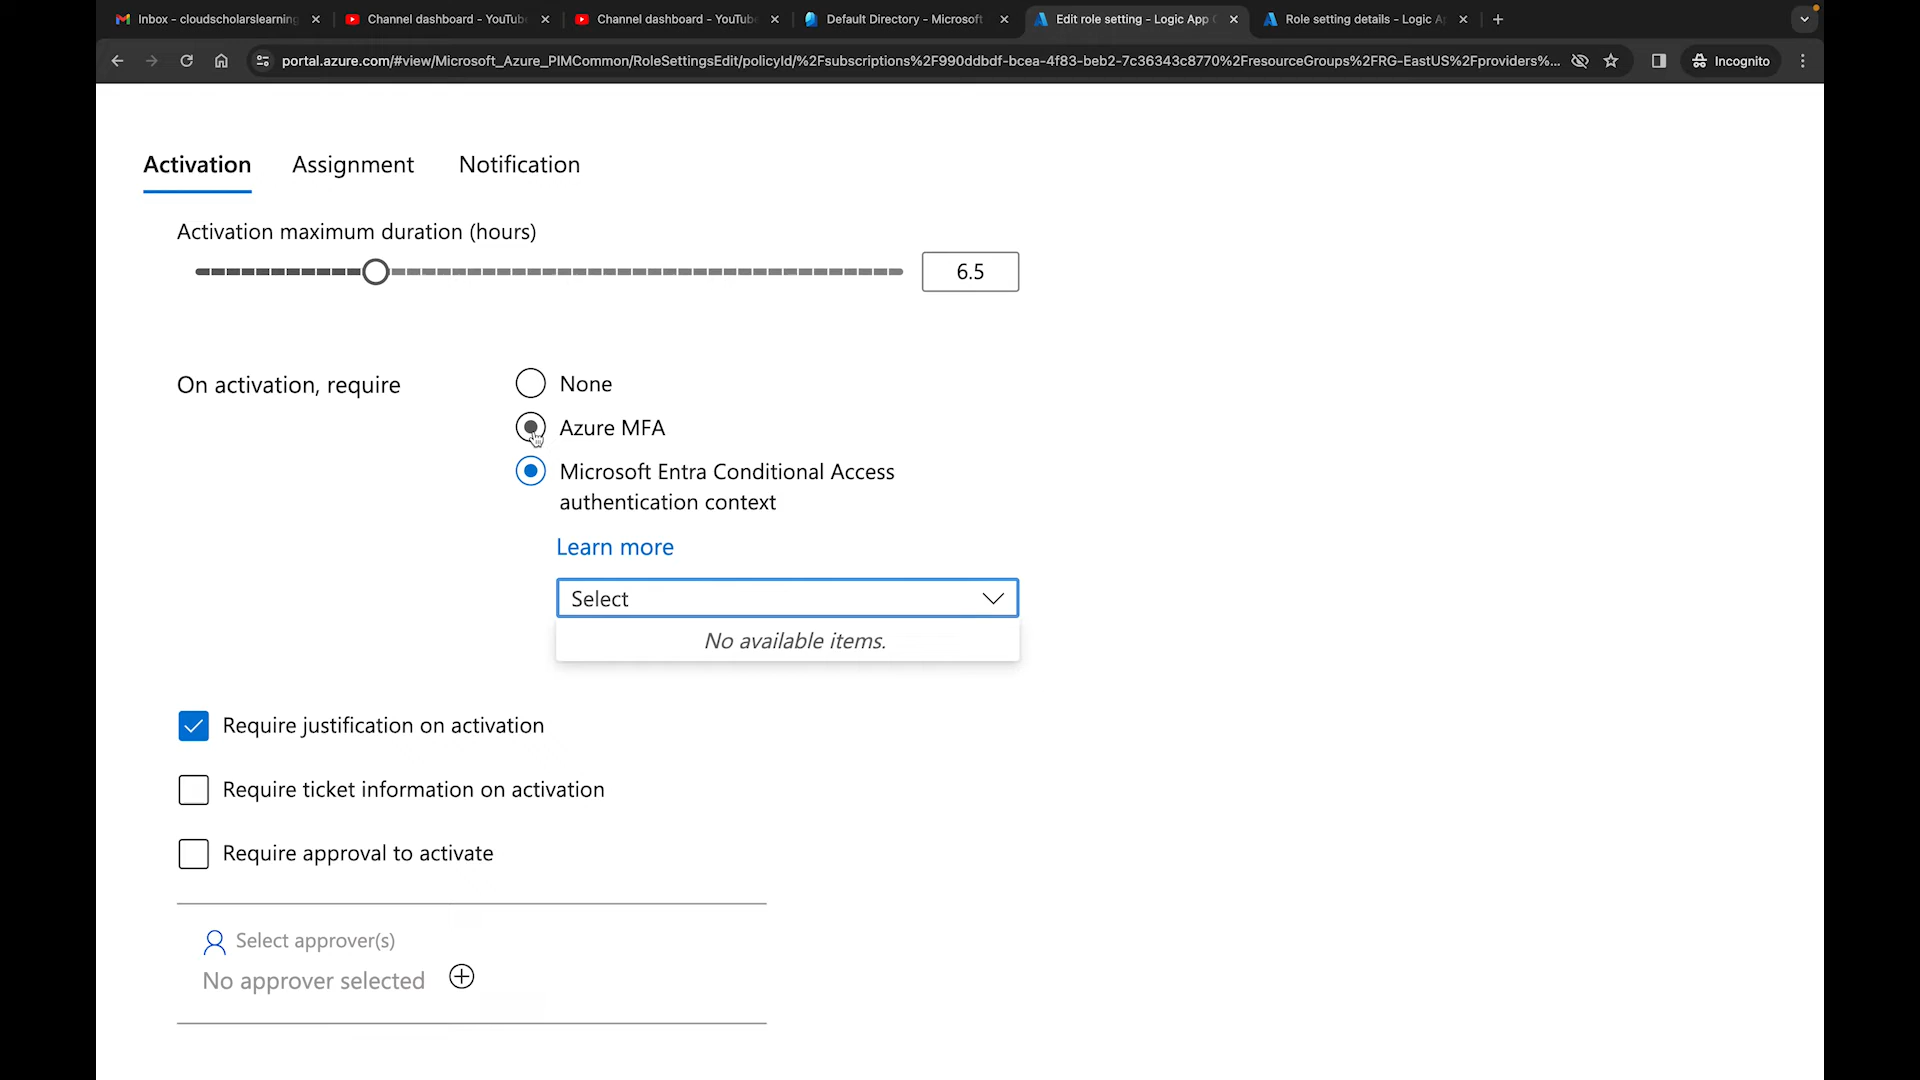 Inbox - cloudscholarslearning
Channel dashboard - YouTube
Channel dashboard - YouTube
Default Directory - Microsoft
Edit role setting - Logic App
Role setting details - Logic A
portal.azure.com/#view/Microsoft_Azure_PIMCommon/RoleSettingsEdit/policyId/%2Fsubscriptions%2F990ddbdf-bcea-4f83-beb2-7c36343c8770%2FresourceGroups%2FRG-EastUS%2Fproviders%...
Incognito
Activation
Assignment
Notification
Activation maximum duration (hours)
6.5
On activation, require
None
Azure MFA
Microsoft Entra Conditional Access
authentication context
Learn more
Select
No available items.
Require justification on activation
Require ticket information on activation
Require approval to activate
Select approver(s)
No approver selected